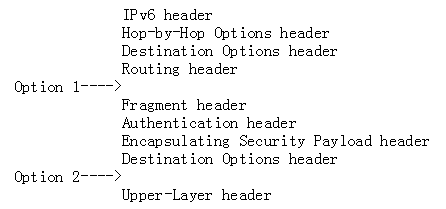 IPv6 header
Hop-by-Hop Options header
Destination Options header
Routing header
Option 1---->
Fragment header
Authentication header
Encapsulating Security Payload header
Destination Options header
Option 2---->
Upper-Layer header